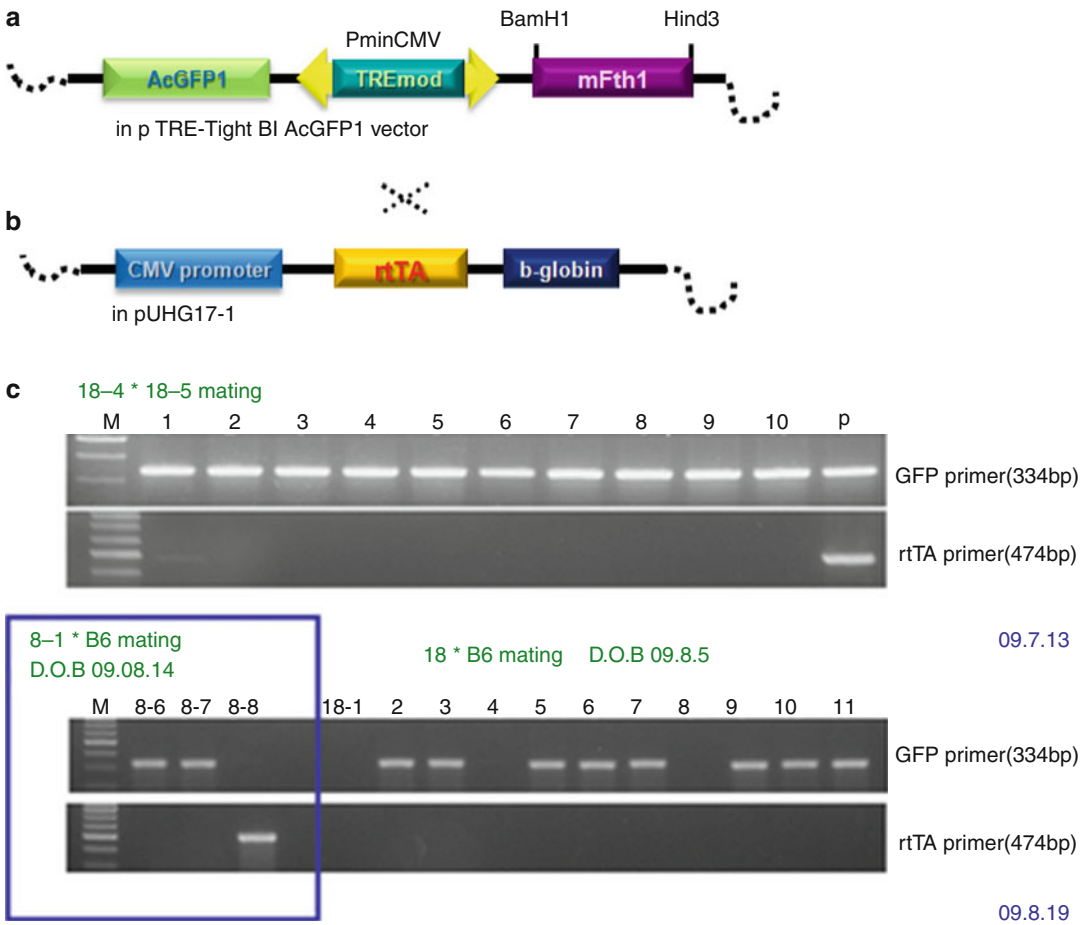 a
BamH1 Hind3
PminCMV
AcGFP1 TREmod mFth1
in p TRE-Tight BI AcGFP1 vector
b
CMV promoter rtTA b-globin
in pUHG17-1
c
18–4 * 18–5 mating
M 1 2 3 4 5 6 7 8 9 10 p
GFP primer(334bp)
rtTA primer(474bp)
8–1 * B6 mating
D.O.B 09.08.14
18 * B6 mating D.O.B 09.8.5
09.7.13
M 8-6 8-7 8-8 18-1 2 3 4 5 6 7 8 9 10 11
GFP primer(334bp)
rtTA primer(474bp)
09.8.19